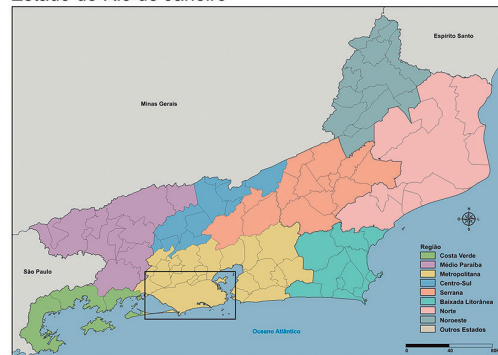 Estado do Rio de Janeiro
Espírito Santo
Minas Gerais
São Paulo
Região
Costa Verde
Médio Paraíba
Metropolitana
Centro-Sul
Serrana
Baixada Litorânea
Norte
Noroeste
Outros Estados
Oceano Atlântico
0 40